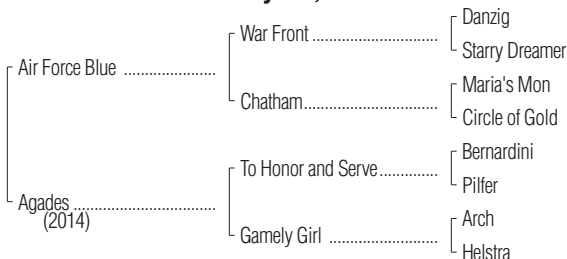 Danzig
War Front ..............................
Starry Dreamer
Air Force Blue ......................
Maria's Mon
Chatham................................
Circle of Gold
Bernardini
To Honor and Serve..............
Pilfer
Agades..................................
(2014)
Arch
Gamely Girl ..........................
Helstra